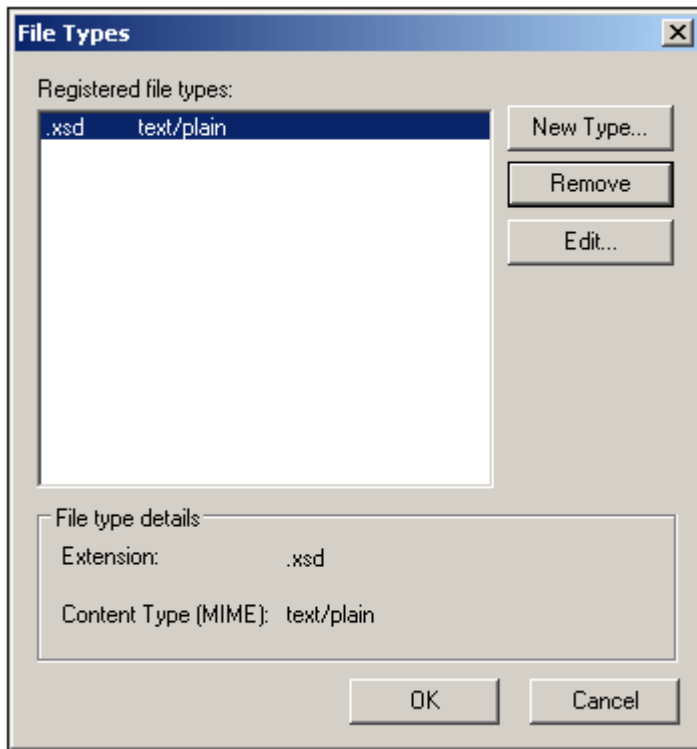 File Types
Registered file types:
.xsd text/plain
New Type...
Remove
Edit...
File type details
Extension: .xsd
Content Type (MIME): text/plain
OK Cancel